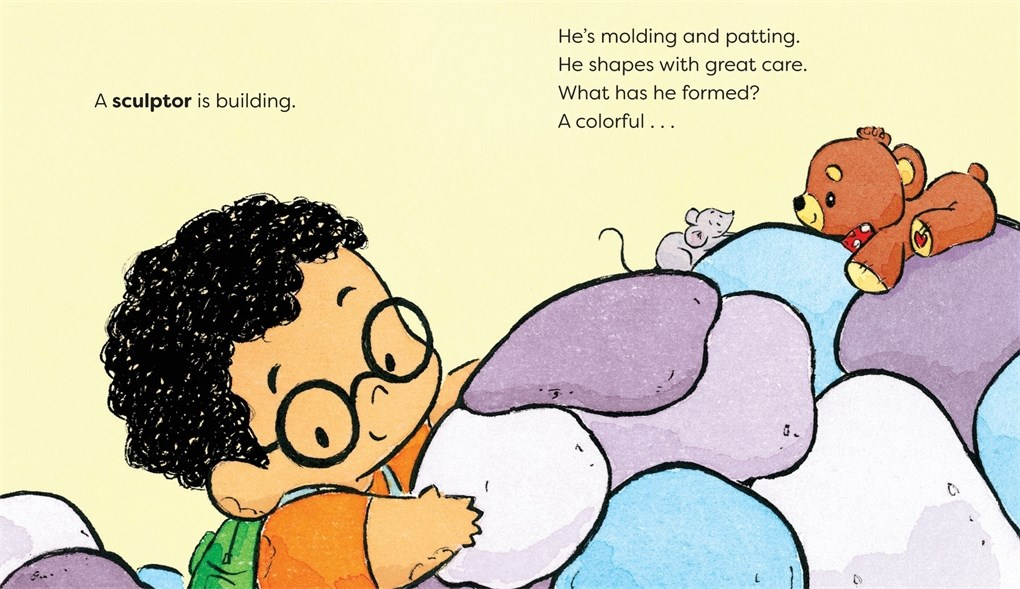 A sculptor is building.
He’s molding and patting.
He shapes with great care.
What has he formed?
A colorful . . .